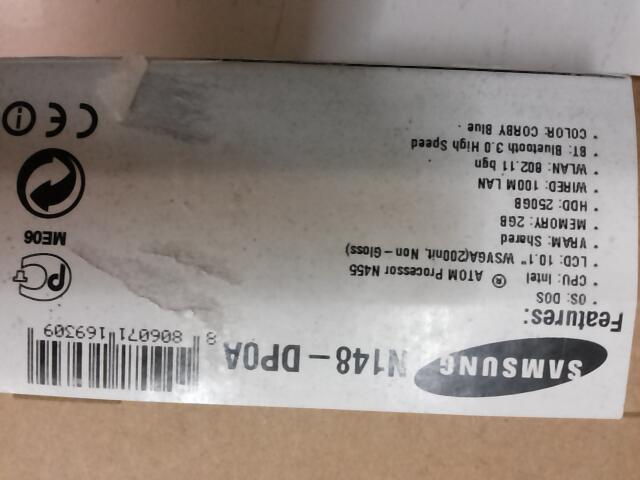 SAMSUNG N148-DP0A
8 806071 169309
Features:
• OS: DOS
• CPU: Intel ® ATOM Processor N455
• LCD: 10.1" WSVGA(200nit, Non-Gloss)
• VRAM: Shared
• MEMORY: 2GB
• HDD: 250GB
• WIRED: 100M LAN
• WLAN: 802.11 bgn
• BT: Bluetooth 3.0 High Speed
• COLOR: CORBY Blue
PC
ME06
CE